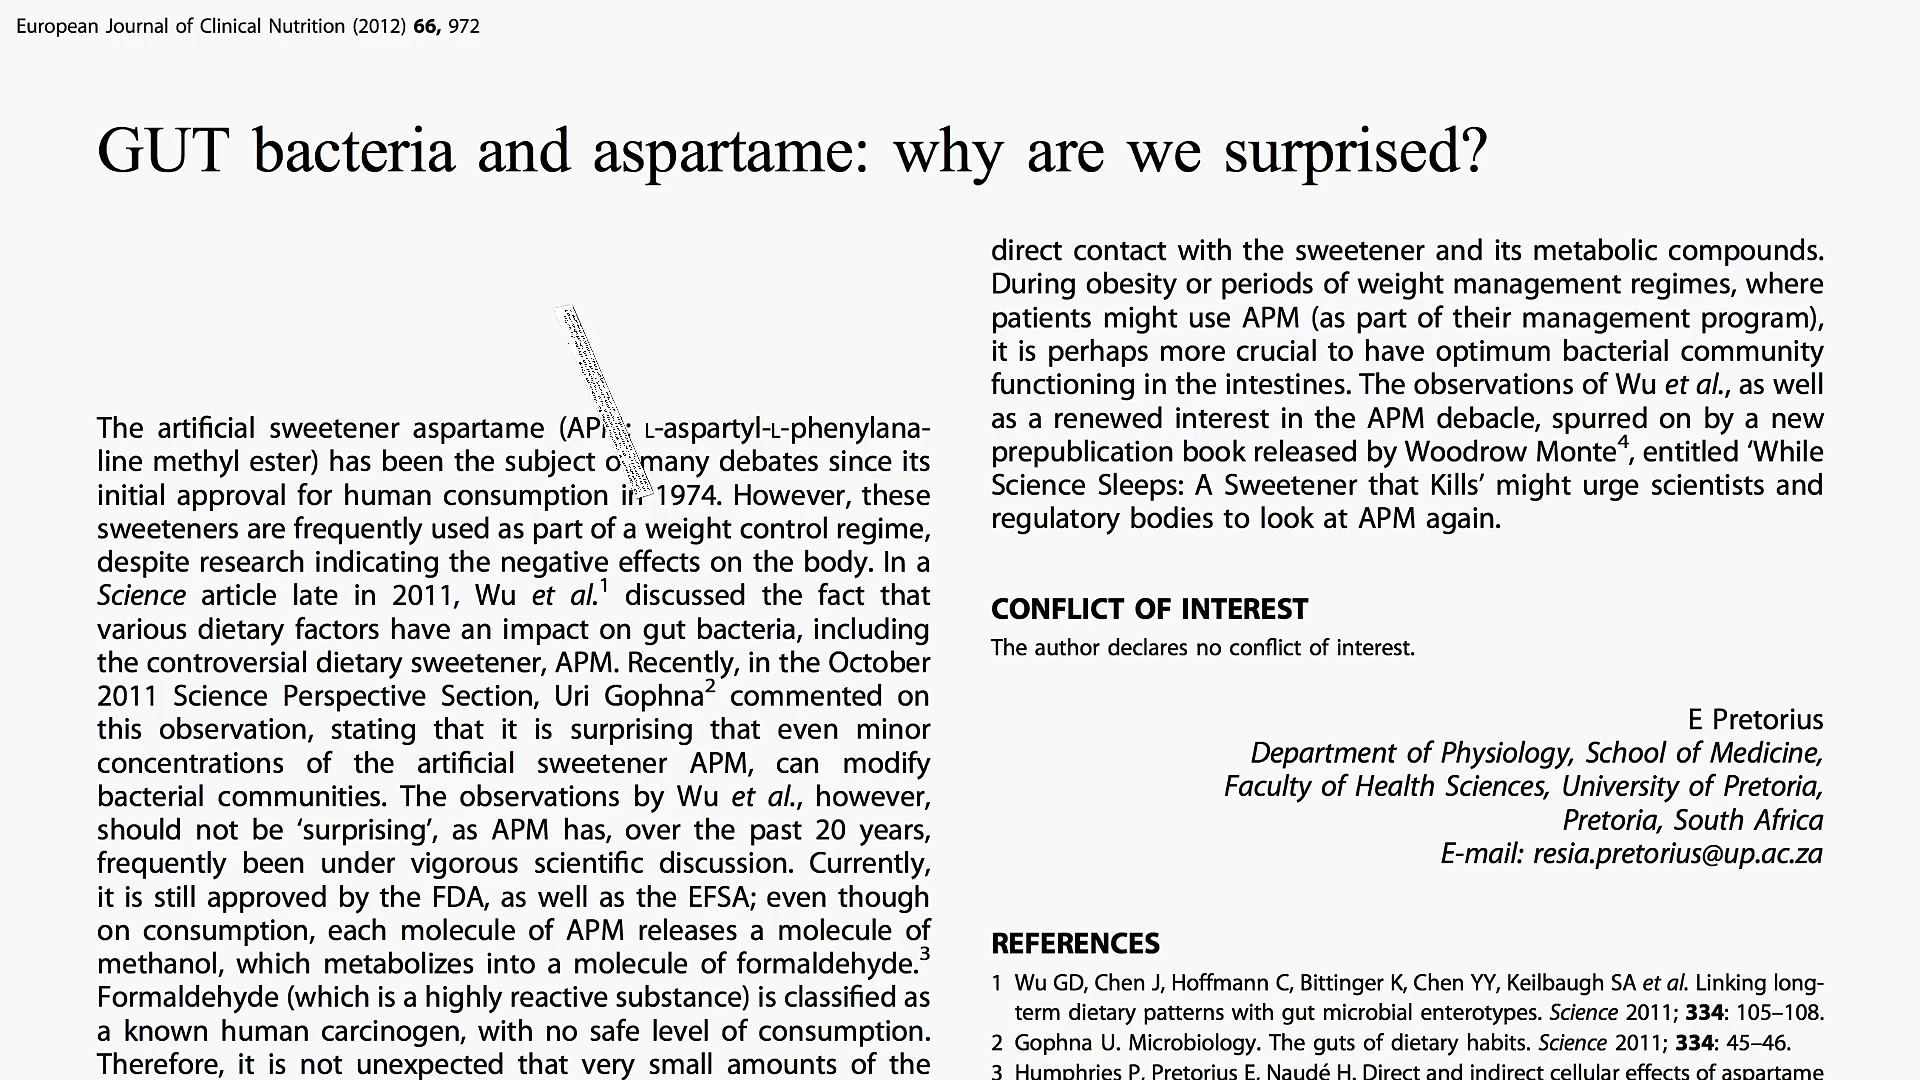 European Journal of Clinical Nutrition (2012) 66, 972
GUT bacteria and aspartame: why are we surprised?
The artificial sweetener aspartame (AP : L-aspartyl-L-phenylana-
line methyl ester) has been the subject many debates since its
initial approval for human consumption in 1974. However, these
sweeteners are frequently used as part of a weight control regime,
despite research indicating the negative effects on the body. In a
Science article late in 2011, Wu et al.1 discussed the fact that
various dietary factors have an impact on gut bacteria, including
the controversial dietary sweetener, APM. Recently, in the October
2011 Science Perspective Section, Uri Gophna2 commented on
this observation, stating that it is surprising that even minor
concentrations of the artificial sweetener APM, can modify
bacterial communities. The observations by Wu et al., however,
should not be ‘surprising’, as APM has, over the past 20 years,
frequently been under vigorous scientific discussion. Currently,
it is still approved by the FDA, as well as the EFSA; even though
on consumption, each molecule of APM releases a molecule of
methanol, which metabolizes into a molecule of formaldehyde.3
Formaldehyde (which is a highly reactive substance) is classified as
a known human carcinogen, with no safe level of consumption.
Therefore, it is not unexpected that very small amounts of the
direct contact with the sweetener and its metabolic compounds.
During obesity or periods of weight management regimes, where
patients might use APM (as part of their management program),
it is perhaps more crucial to have optimum bacterial community
functioning in the intestines. The observations of Wu et al., as well
as a renewed interest in the APM debacle, spurred on by a new
prepublication book released by Woodrow Monte4, entitled ‘While
Science Sleeps: A Sweetener that Kills’ might urge scientists and
regulatory bodies to look at APM again.
CONFLICT OF INTEREST
The author declares no conflict of interest.
E Pretorius
Department of Physiology, School of Medicine,
Faculty of Health Sciences, University of Pretoria,
Pretoria, South Africa
E-mail: resia.pretorius@up.ac.za
REFERENCES
1 Wu GD, Chen J, Hoffmann C, Bittinger K, Chen YY, Keilbaugh SA et al. Linking long-
term dietary patterns with gut microbial enterotypes. Science 2011; 334: 105–108.
2 Gophna U. Microbiology. The guts of dietary habits. Science 2011; 334: 45–46.
3 Humphries P, Pretorius E, Naudé H. Direct and indirect cellular effects of aspartame